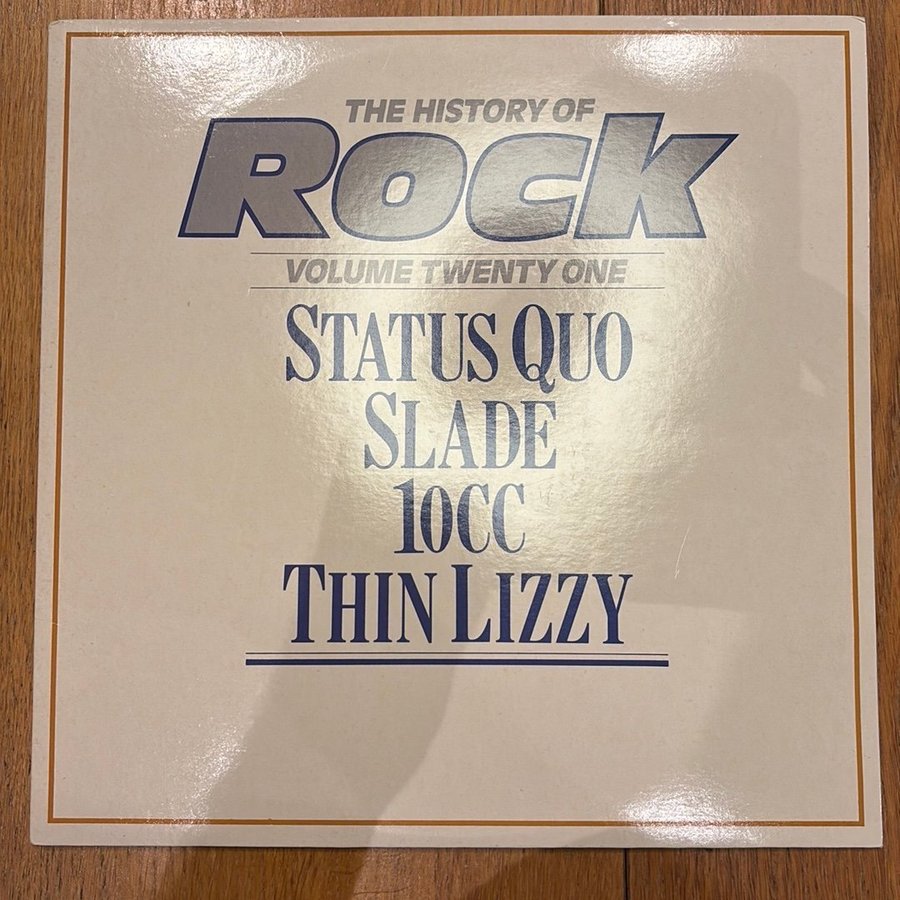 THE HISTORY OF
ROCK
VOLUME TWENTY ONE
STATUS QUO
SLADE
10CC
THIN LIZZY